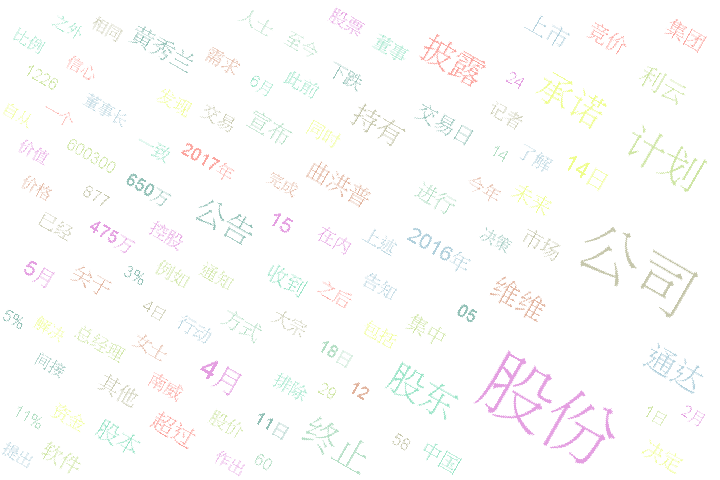 人士
股票
上市
竞价
集团
之外
相同
黄秀兰
至今
董事
披露
比例
需求
6月
此前
下跌
24
承诺
利云
1226
信心
董事长
发现
交易
宣布
同时
持有
交易日
记者
计划
自从
一个
14
了解
14日
价值
600300
一致
2017年
完成
曲洪普
进行
今年
未来
价格
877
650万
公告
15
在内
上述
2016年
决策
市场
公司
已经
475万
控股
5月
关于
3%
例如
通知
收到
之后
告知
维维
4日
行动
方式
大宗
包括
集中
05
5%
解决
总经理
女士
18日
通达
间接
其他
南威
4月
排除
29
12
股东
股份
1日
2月
11%
资金
股本
超过
股价
11日
终止
58
中国
决定
提出
软件
作出
60